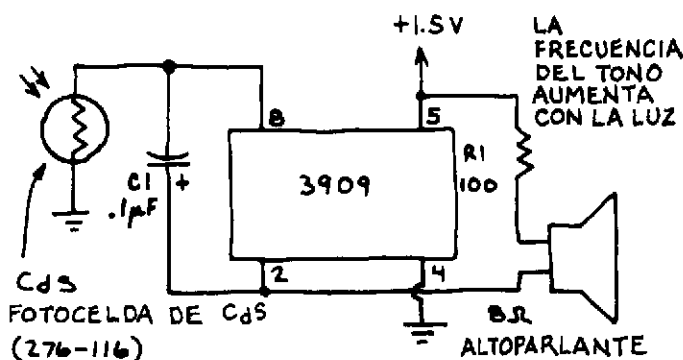 +1.5V
LA
FRECUENCIA
DEL TONO
AUMENTA
CON LA LUZ
8
5
R1
100
3909
C1
+
.1µF
2
4
CdS
FOTOCELDA DE CdS
(276-116)
8Ω
ALTOPARLANTE